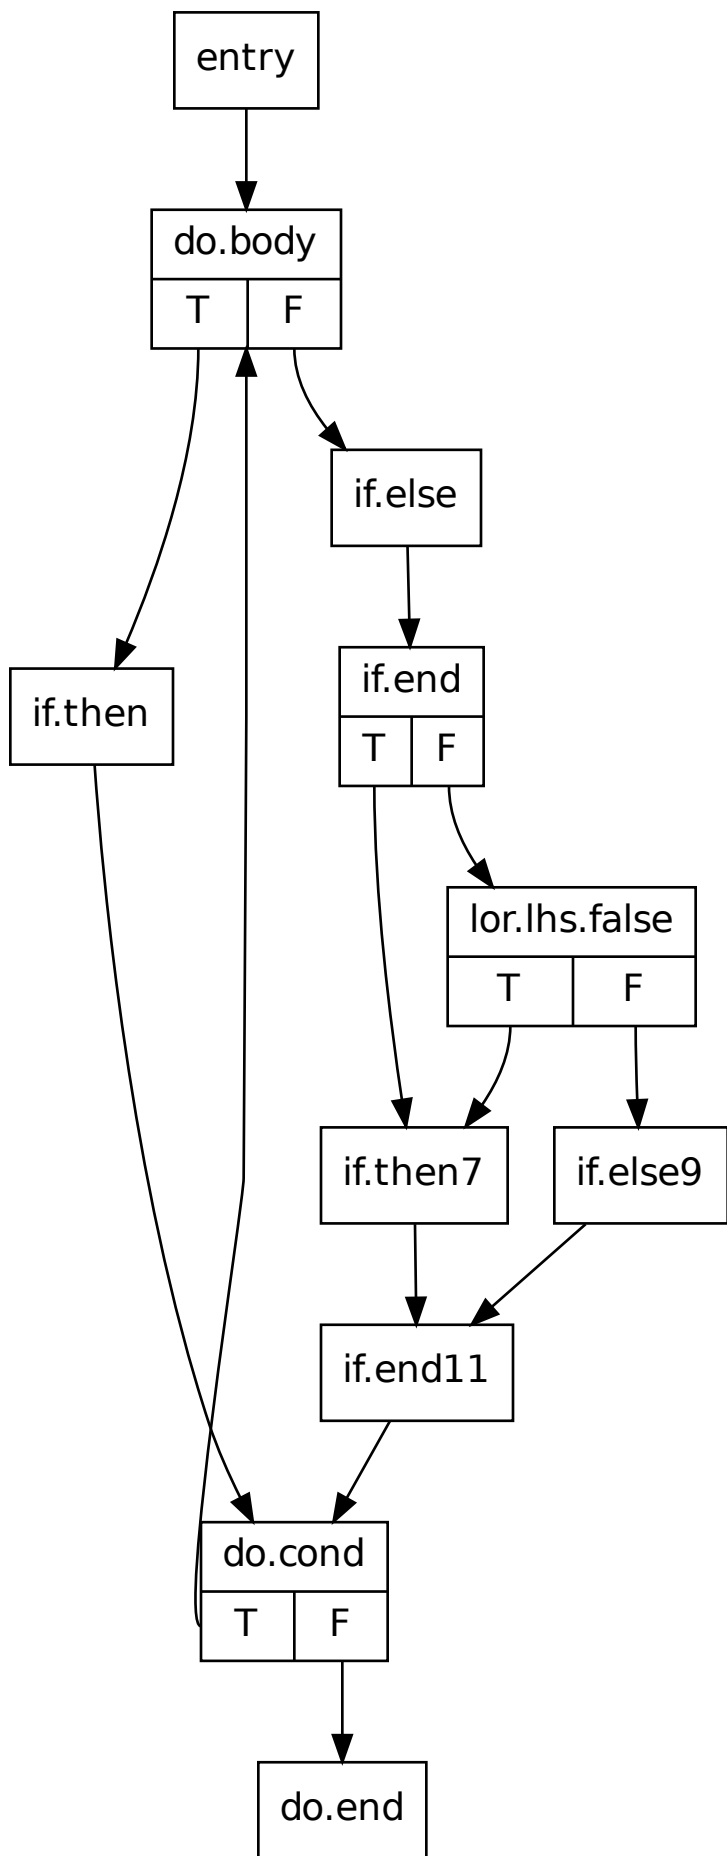 entry
do.body
T F
if.else
if.end
if.then
T F
lor.lhs.false
T F
if.then7
if.else9
if.end11
do.cond
T F
do.end